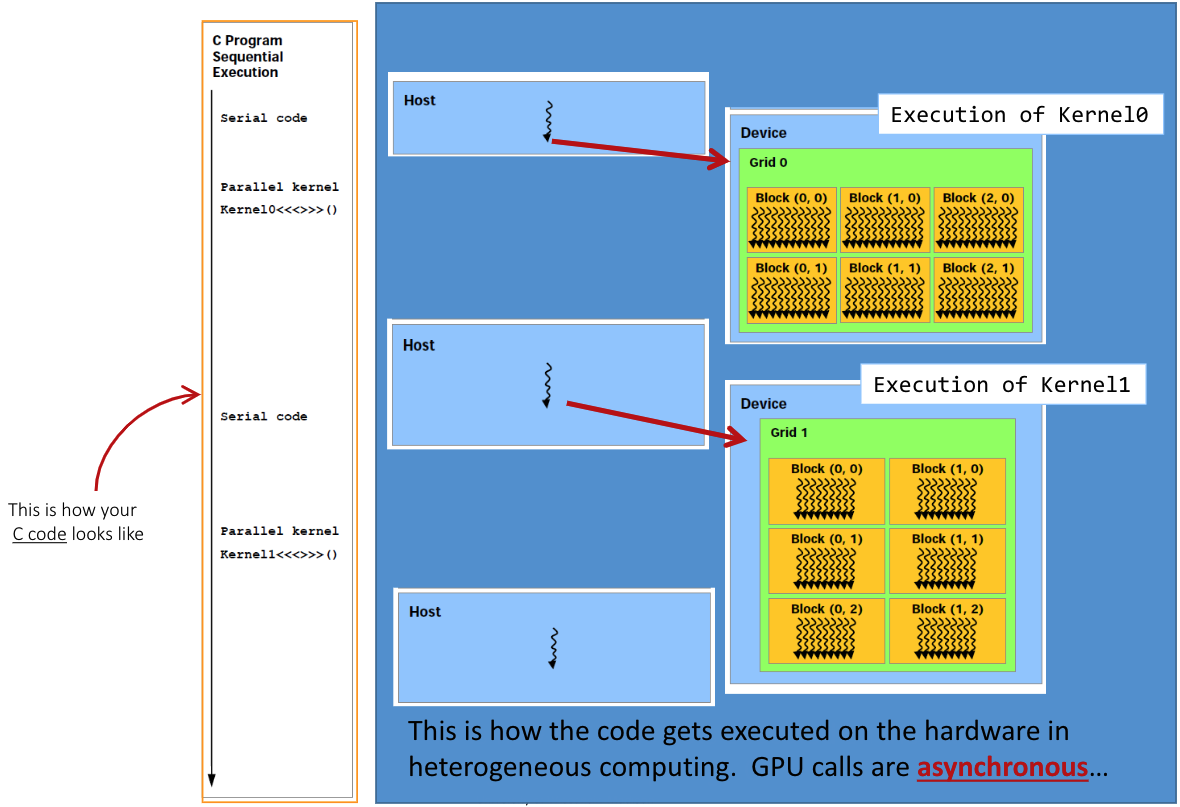 C Program
Sequential
Execution
Serial code
Parallel kernel
Kernel0<<<>>>()
Serial code
Parallel kernel
Kernel1<<<>>>()
This is how your
C code looks like
Host
Device
Execution of Kernel0
Grid 0
Block (0, 0) Block (1, 0) Block (2, 0)
Block (0, 1) Block (1, 1) Block (2, 1)
Host
Device
Execution of Kernel1
Grid 1
Block (0, 0) Block (1, 0)
Block (0, 1) Block (1, 1)
Block (0, 2) Block (1, 2)
Host
This is how the code gets executed on the hardware in
heterogeneous computing. GPU calls are asynchronous…